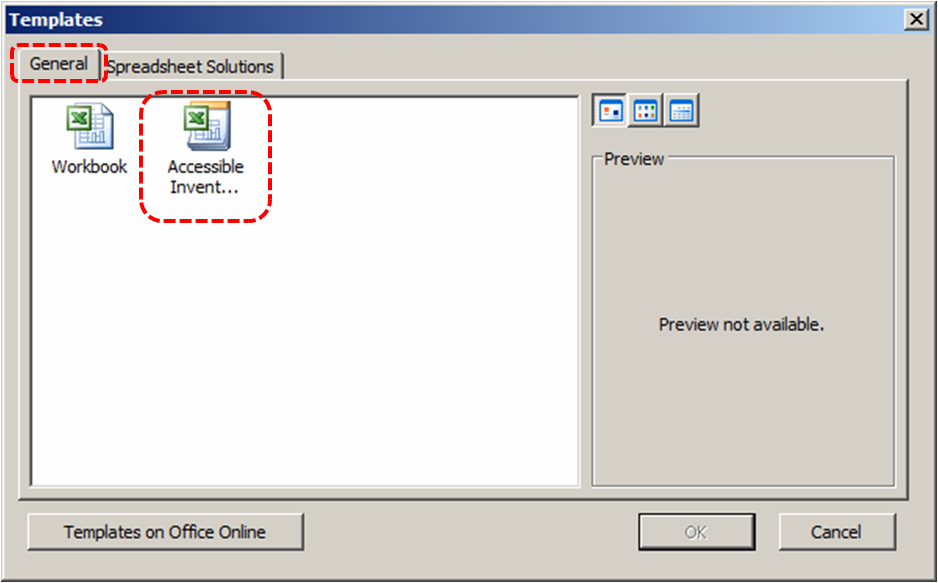 Templates
General
Spreadsheet Solutions
Workbook
Accessible
Invent...
Preview
Preview not available.
Templates on Office Online
OK
Cancel